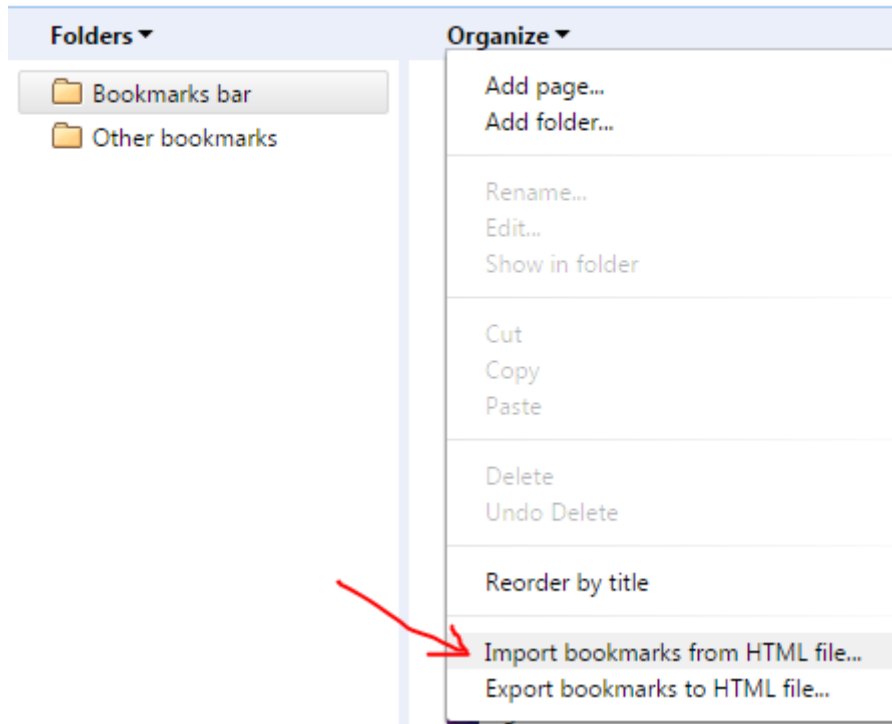 Folders
Organize
Bookmarks bar
Other bookmarks
Add page...
Add folder...
Rename...
Edit...
Show in folder
Cut
Copy
Paste
Delete
Undo Delete
Reorder by title
Import bookmarks from HTML file...
Export bookmarks to HTML file...